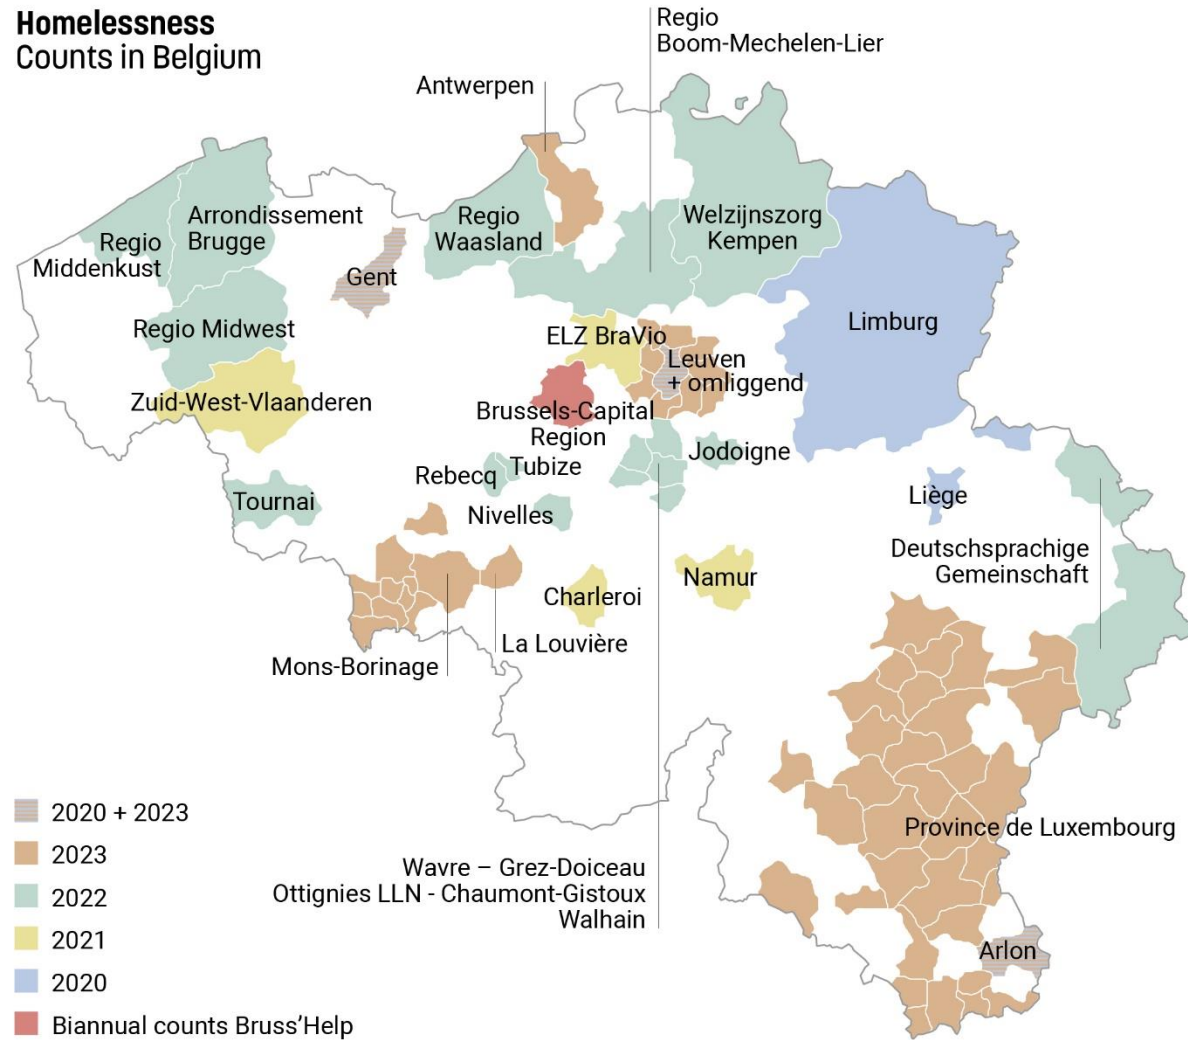 Homelessness
Counts in Belgium
Regio
Boom-Mechelen-Lier
Antwerpen
Arrondissement
Brugge
Regio
Middenkust
Regio
Waasland
Welzijnszorg
Kempen
Gent
Regio Midwest
ELZ BraVio
Limburg
Leuven
+ omliggend
Zuid-West-Vlaanderen
Brussels-Capital
Region
Jodoigne
Tubize
Rebecq
Tournai
Nivelles
Liège
Deutschsprachige
Gemeinschaft
Namur
Charleroi
La Louvière
Mons-Borinage
Province de Luxembourg
Wavre – Grez-Doiceau
Ottignies LLN - Chaumont-Gistoux
Walhain
Arlon
2020 + 2023
2023
2022
2021
2020
Biannual counts Bruss’Help